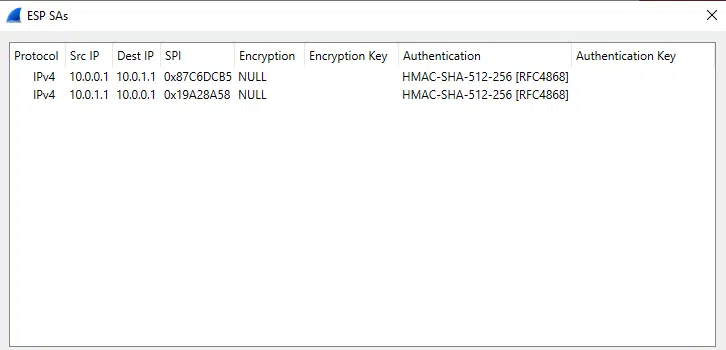 ESP SAs
Protocol Src IP Dest IP SPI Encryption Encryption Key Authentication Authentication Key
IPv4 10.0.0.1 10.0.1.1 0x87C6DCB5 NULL HMAC-SHA-512-256 [RFC4868]
IPv4 10.0.1.1 10.0.0.1 0x19A28A58 NULL HMAC-SHA-512-256 [RFC4868]